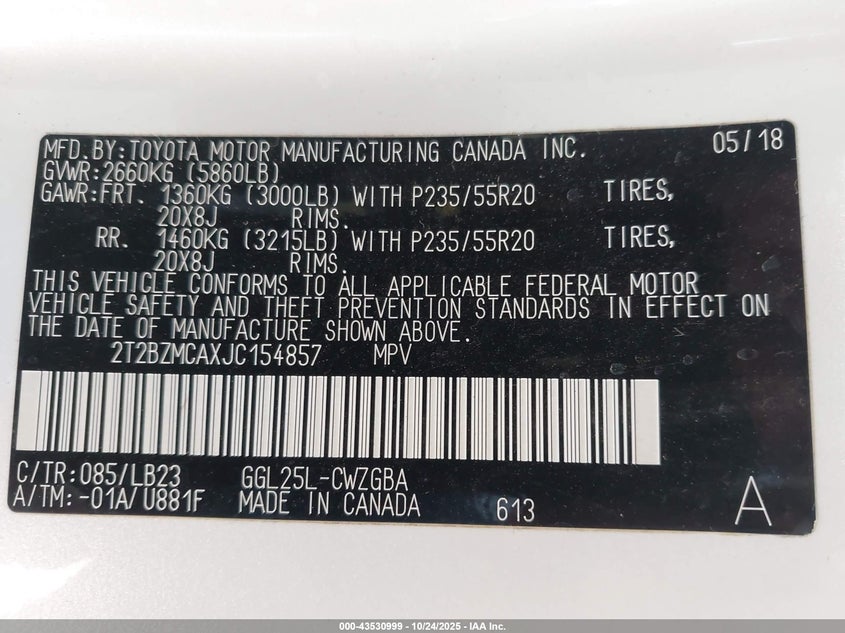 MFD.BY:TOYOTA MOTOR MANUFACTURING CANADA INC. 05/18
GVWR:2660KG (5860LB)
GAWR:FRT. 1360KG (3000LB) WITH P235/55R20 TIRES,
20X8J RIMS.
RR. 1460KG (3215LB) WITH P235/55R20 TIRES,
20X8J RIMS.
THIS VEHICLE CONFORMS TO ALL APPLICABLE FEDERAL MOTOR
VEHICLE SAFETY AND THEFT PREVENTION STANDARDS IN EFFECT ON
THE DATE OF MANUFACTURE SHOWN ABOVE.
2T2BZMCAXJC154857 MPV
C/TR:085/LB23 GGL25L-CWZGBA
A/TM:-01A/U881F MADE IN CANADA 613 A
000-43530999 • 10/24/2025 • IAA Inc.